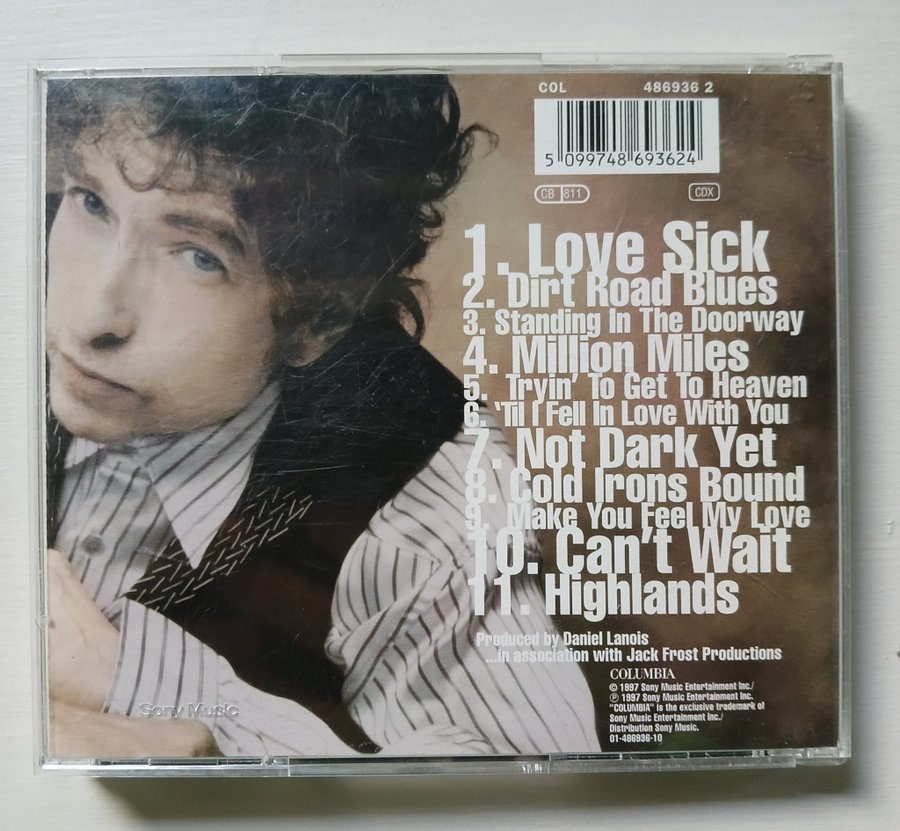 COL 486936 2
5 099748 693624
CB 811 CDX
1. Love Sick
2. Dirt Road Blues
3. Standing In The Doorway
4. Million Miles
5. Tryin' To Get To Heaven
6. 'Till I Fell In Love With You
7. Not Dark Yet
8. Cold Irons Bound
9. Make You Feel My Love
10. Can't Wait
11. Highlands
Produced by Daniel Lanois
...in association with Jack Frost Productions
COLUMBIA
© 1997 Sony Music Entertainment Inc./
℗ 1997 Sony Music Entertainment Inc.
"COLUMBIA" is the exclusive trademark of
Sony Music Entertainment Inc./
Distribution Sony Music.
01-486936-10
Sony Music